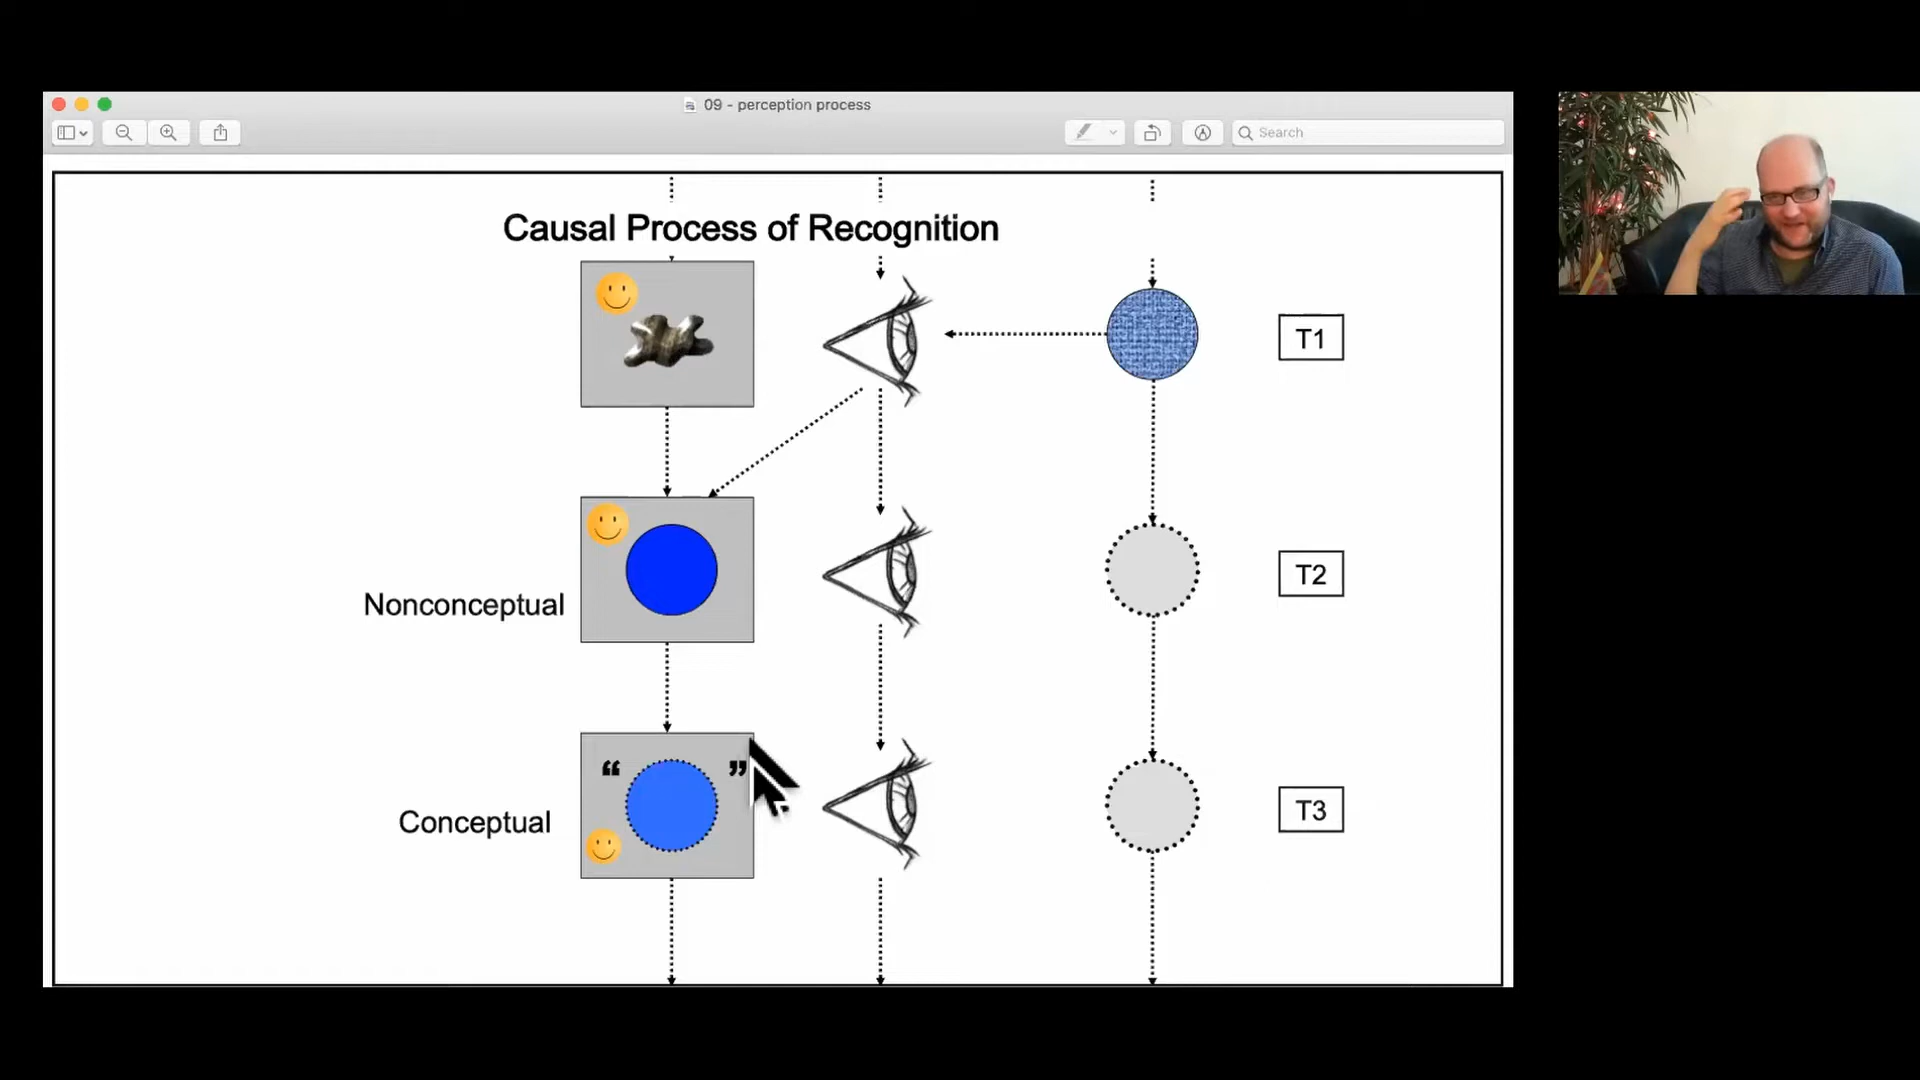 09 - perception process
Search
Causal Process of Recognition
T1
Nonconceptual
T2
“ ”
Conceptual
T3